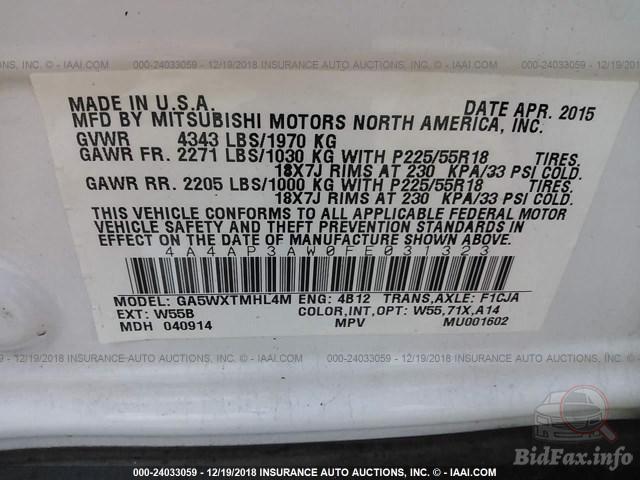 000-24033059 - 12/19/2018 INSURANCE AUTO AUCTIONS, INC. - © IAAI.COM
MADE IN U.S.A. DATE APR. 2015
MFD BY MITSUBISHI MOTORS NORTH AMERICA, INC.
GVWR 4343 LBS/1970 KG
GAWR FR. 2271 LBS/1030 KG WITH P225/55R18 TIRES.
18X7J RIMS AT 230 KPA/33 PSI COLD.
GAWR RR. 2205 LBS/1000 KG WITH P225/55R18 TIRES.
18X7J RIMS AT 230 KPA/33 PSI COLD.
THIS VEHICLE CONFORMS TO ALL APPLICABLE FEDERAL MOTOR
VEHICLE SAFETY AND THEFT PREVENTION STANDARDS IN
EFFECT ON THE DATE OF MANUFACTURE SHOWN ABOVE.
4A4AP3AW0FE031323
MODEL: GA5WXTMHL4M ENG: 4B12 TRANS,AXLE: F1CJA
EXT: W55B COLOR,INT,OPT: W55,71X,A14
MDH 040914 MPV MU001602
000-24033059 - 12/19/2018 INSURANCE AUTO AUCTIONS, INC. - © IAAI.COM
BidFax.info
000-24033059 - 12/19/2018 INSURANCE AUTO AUCTIONS, INC. - © IAAI.COM